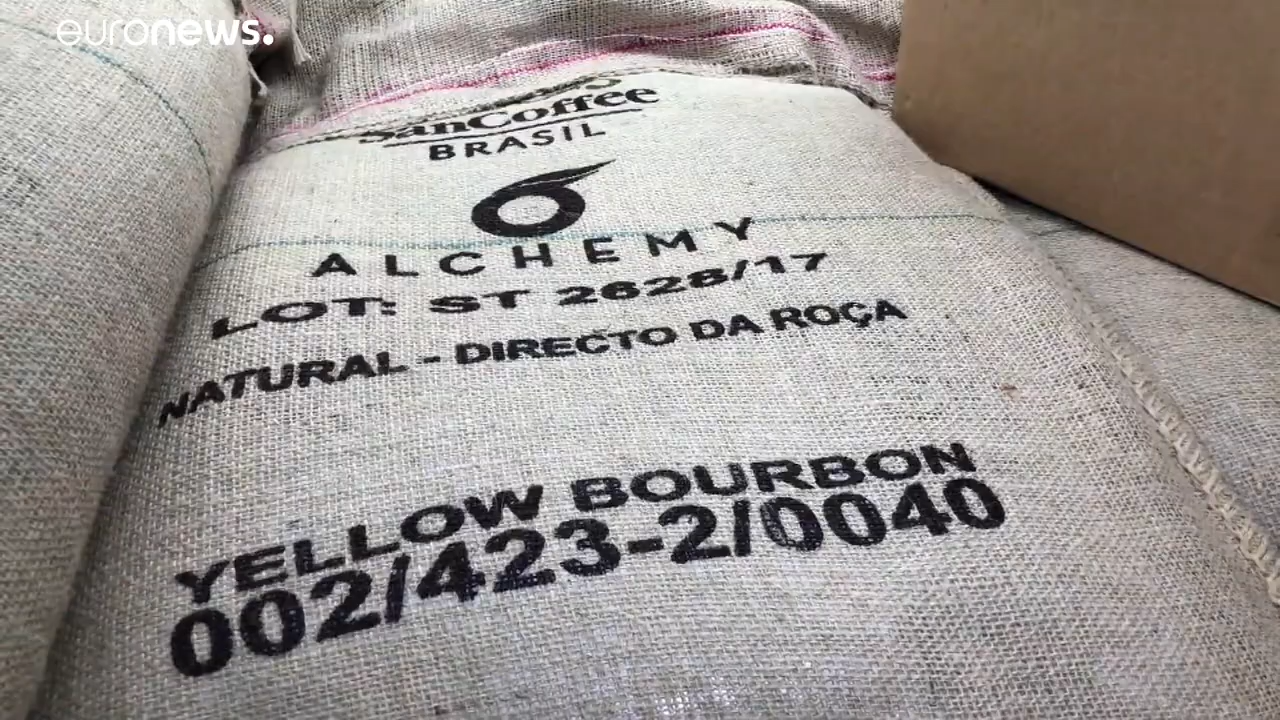 euronews.
SanCoffee
BRASIL
ALCHEMY
LOT: ST 2628/17
NATURAL - DIRECTO DA ROÇA
YELLOW BOURBON
002/423-2/0040